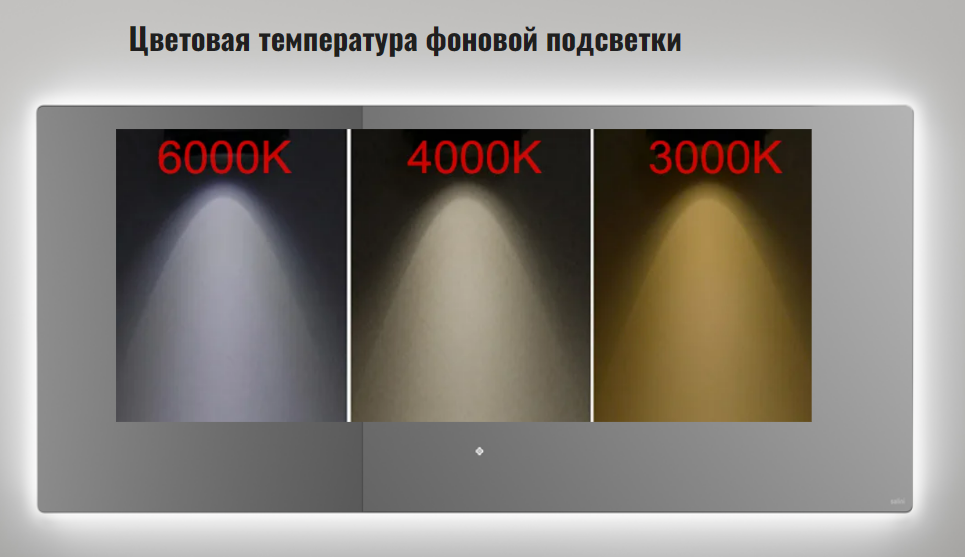 Цветовая температура фоновой подсветки
6000K 4000K 3000K